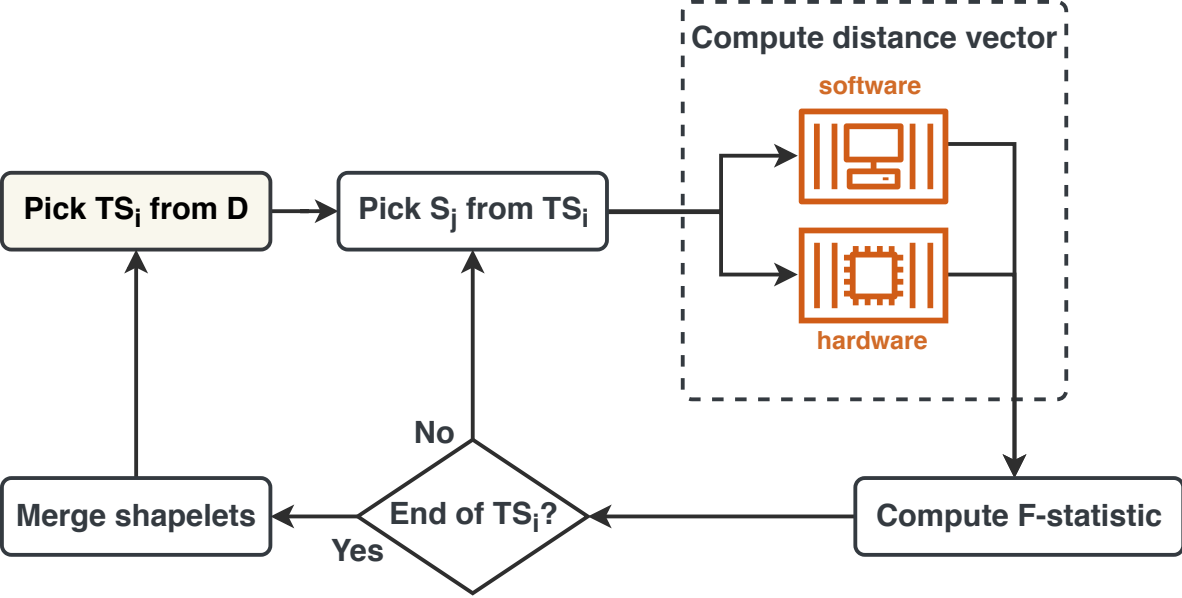 Compute distance vector
software
Pick TSi from D
Pick Sj from TSi
hardware
No
Merge shapelets
End of TSi?
Compute F-statistic
Yes